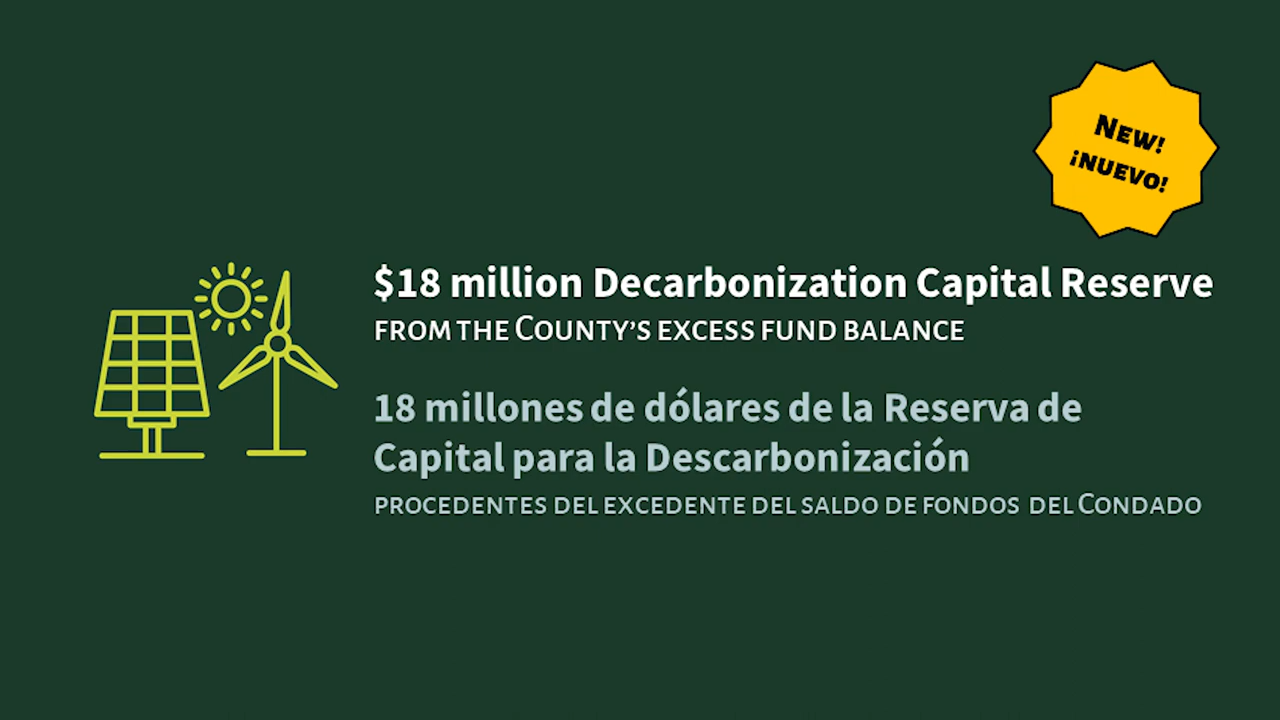 New!
¡NUEVO!
$18 million Decarbonization Capital Reserve
FROM THE COUNTY'S EXCESS FUND BALANCE
18 millones de dólares de la Reserva de
Capital para la Descarbonización
PROCEDENTES DEL EXCEDENTE DEL SALDO DE FONDOS DEL CONDADO